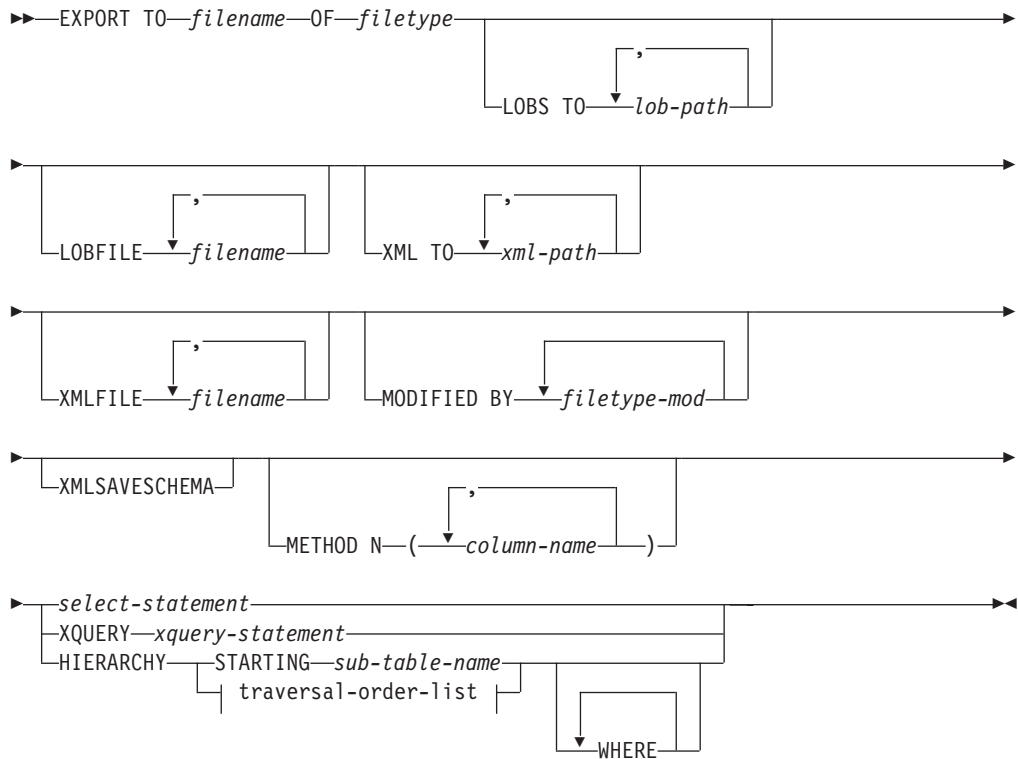 EXPORT TO filename OF filetype
,
LOBS TO lob-path
, ,
LOBFILE filename XML TO xml-path
,
XMLFILE filename MODIFIED BY filetype-mod
XMLSAVESCHEMA
,
METHOD N ( column-name )
select-statement
XQUERY xquery-statement
HIERARCHY STARTING sub-table-name
traversal-order-list
WHERE